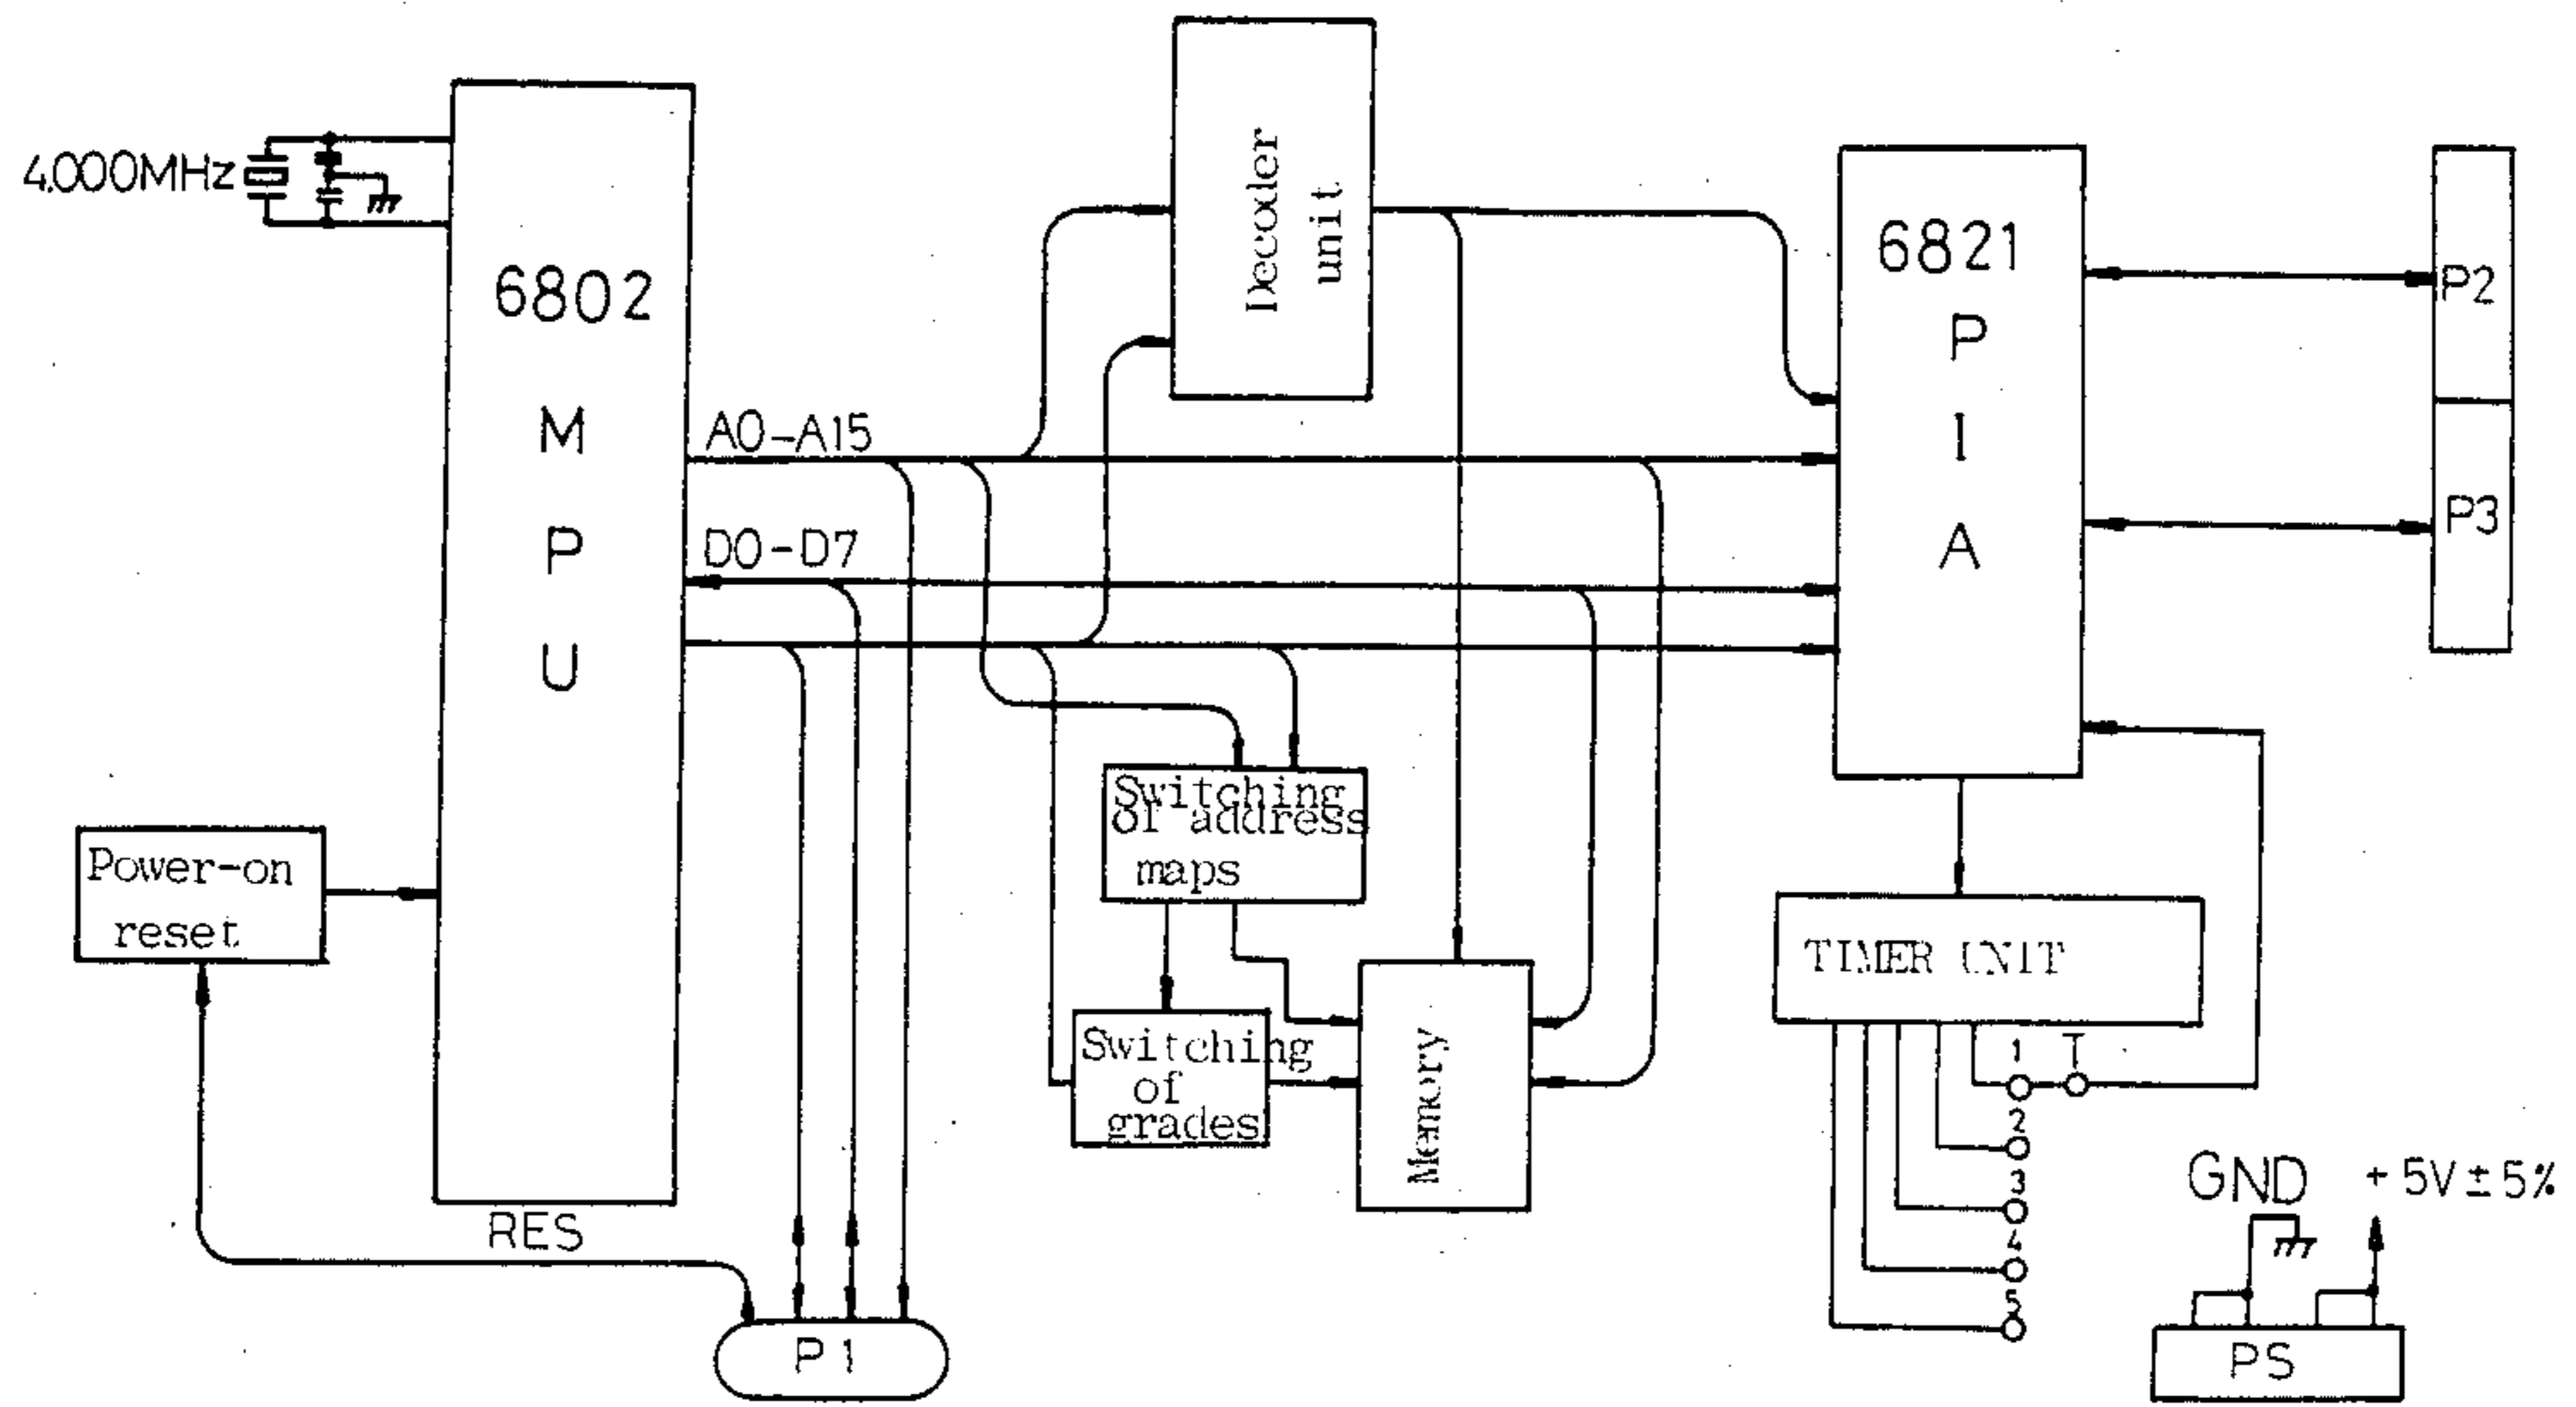 4.000MHz
6802
M
P
U
A0-A15
D0-D7
Decoder
unit
6821
P
I
A
P2
P3
Power-on
reset
RES
P1
Switching
of address
maps
Switching
of
grades
Memory
TIMER UNIT
1
T
2
3
4
5
GND
+5V±5%
PS